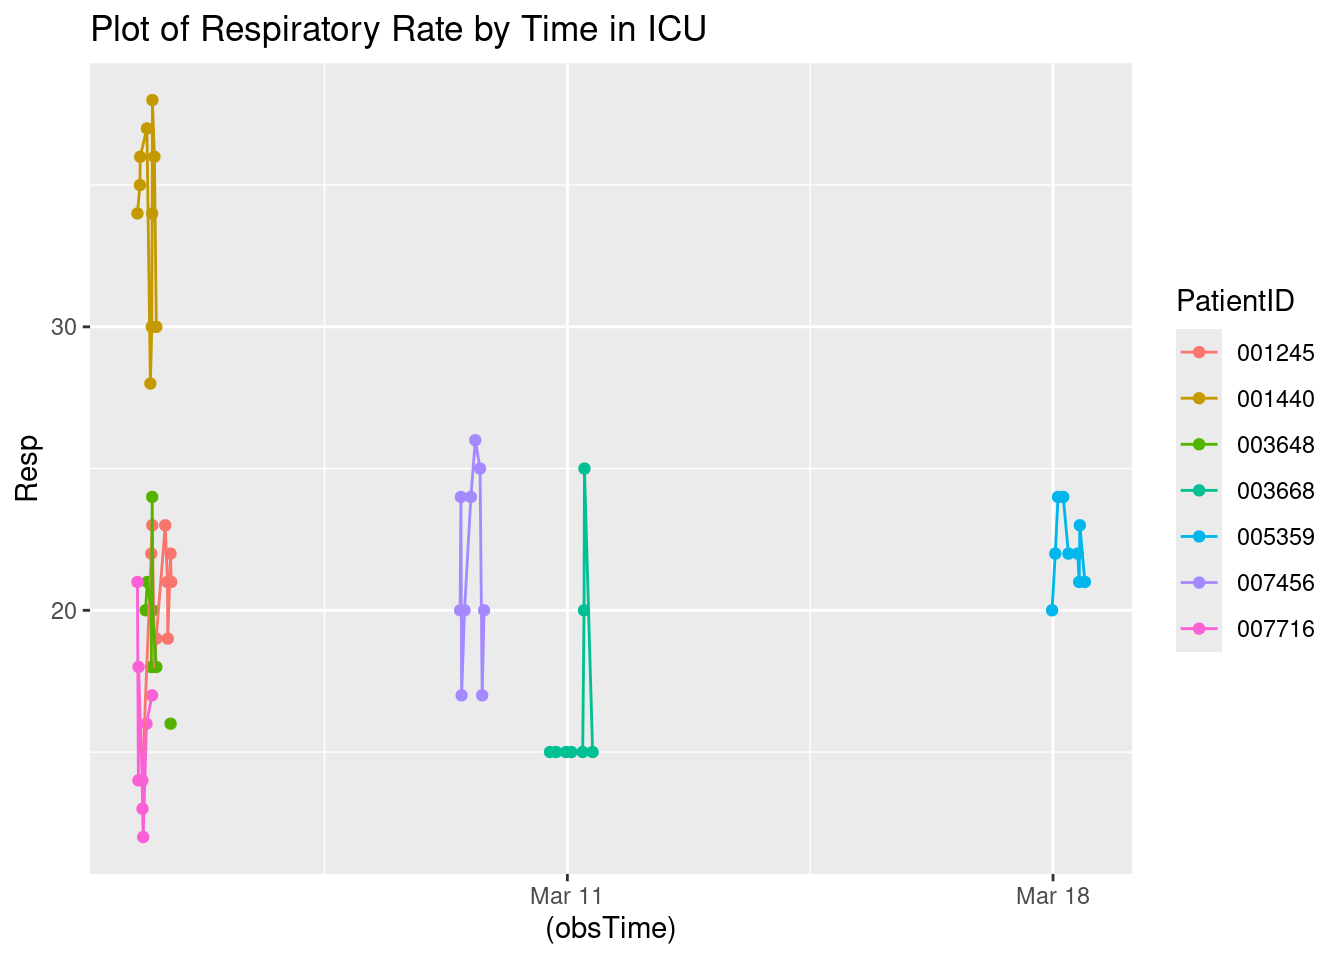 Plot of Respiratory Rate by Time in ICU
Resp
30
20
Mar 11
Mar 18
(obsTime)
PatientID
001245
001440
003648
003668
005359
007456
007716